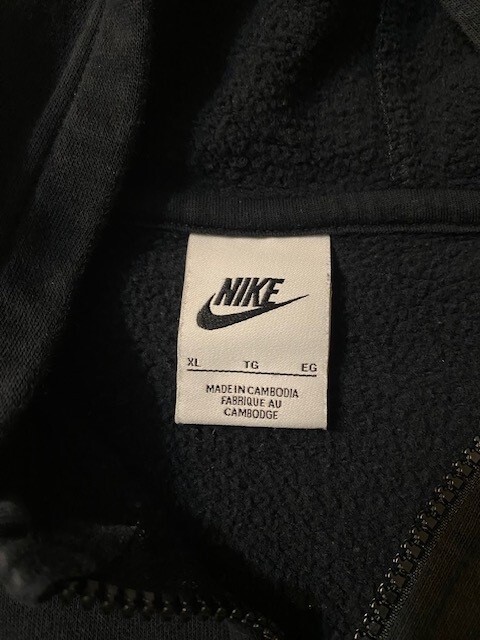 NIKE
XL TG EG
MADE IN CAMBODIA
FABRIQUE AU
CAMBODGE